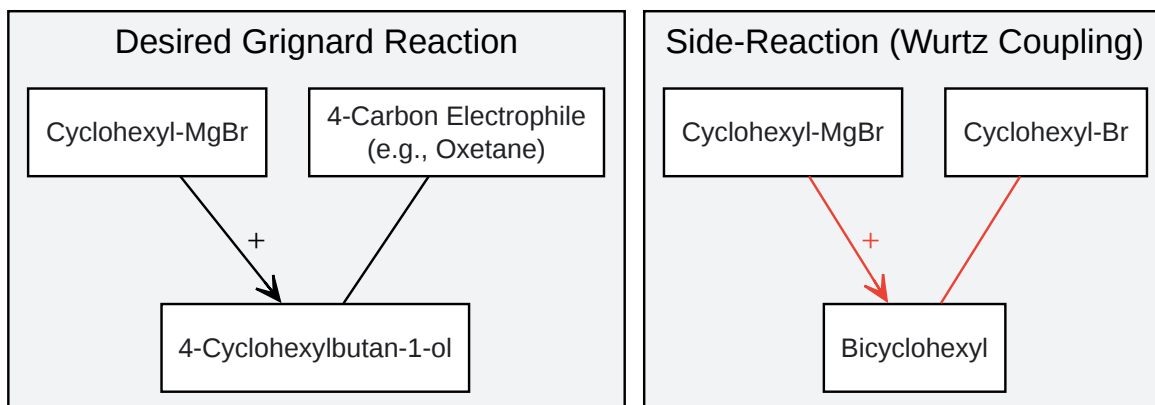 Desired Grignard Reaction
Cyclohexyl-MgBr
4-Carbon Electrophile
(e.g., Oxetane)
+
4-Cyclohexylbutan-1-ol
Side-Reaction (Wurtz Coupling)
Cyclohexyl-MgBr
Cyclohexyl-Br
+
Bicyclohexyl